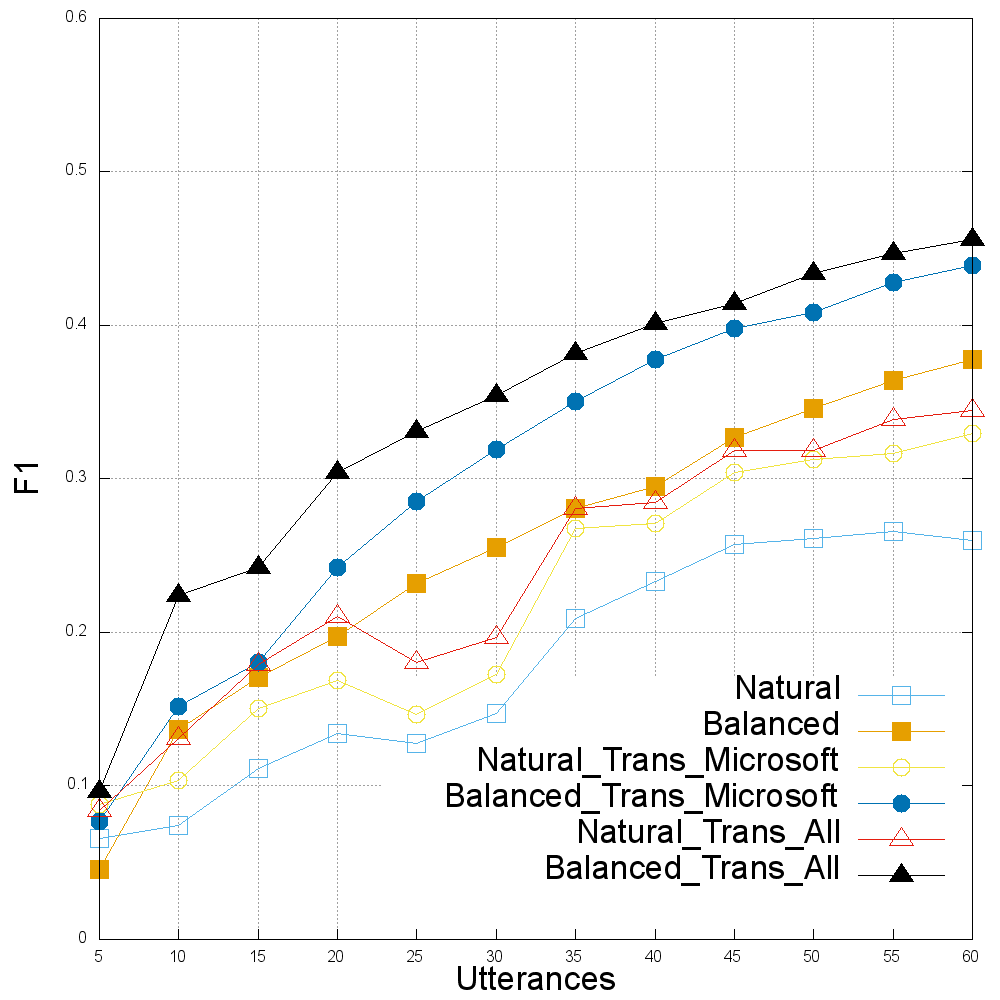 0.6
0.5
0.4
0.3
0.2
0.1
0
F1
Natural
Balanced
Natural_Trans_Microsoft
Balanced_Trans_Microsoft
Natural_Trans_All
Balanced_Trans_All
5 10 15 20 25 30 35 40 45 50 55 60
Utterances